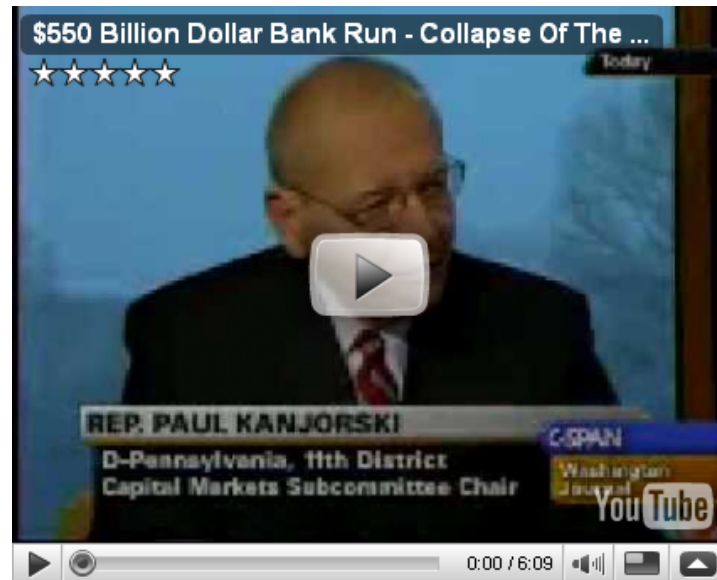 $550 Billion Dollar Bank Run - Collapse Of The ...
Today
REP. PAUL KANJORSKI
D-Pennsylvania, 11th District
Capital Markets Subcommittee Chair
C-SPAN
Washington
Journal
YouTube
0:00 / 6:09